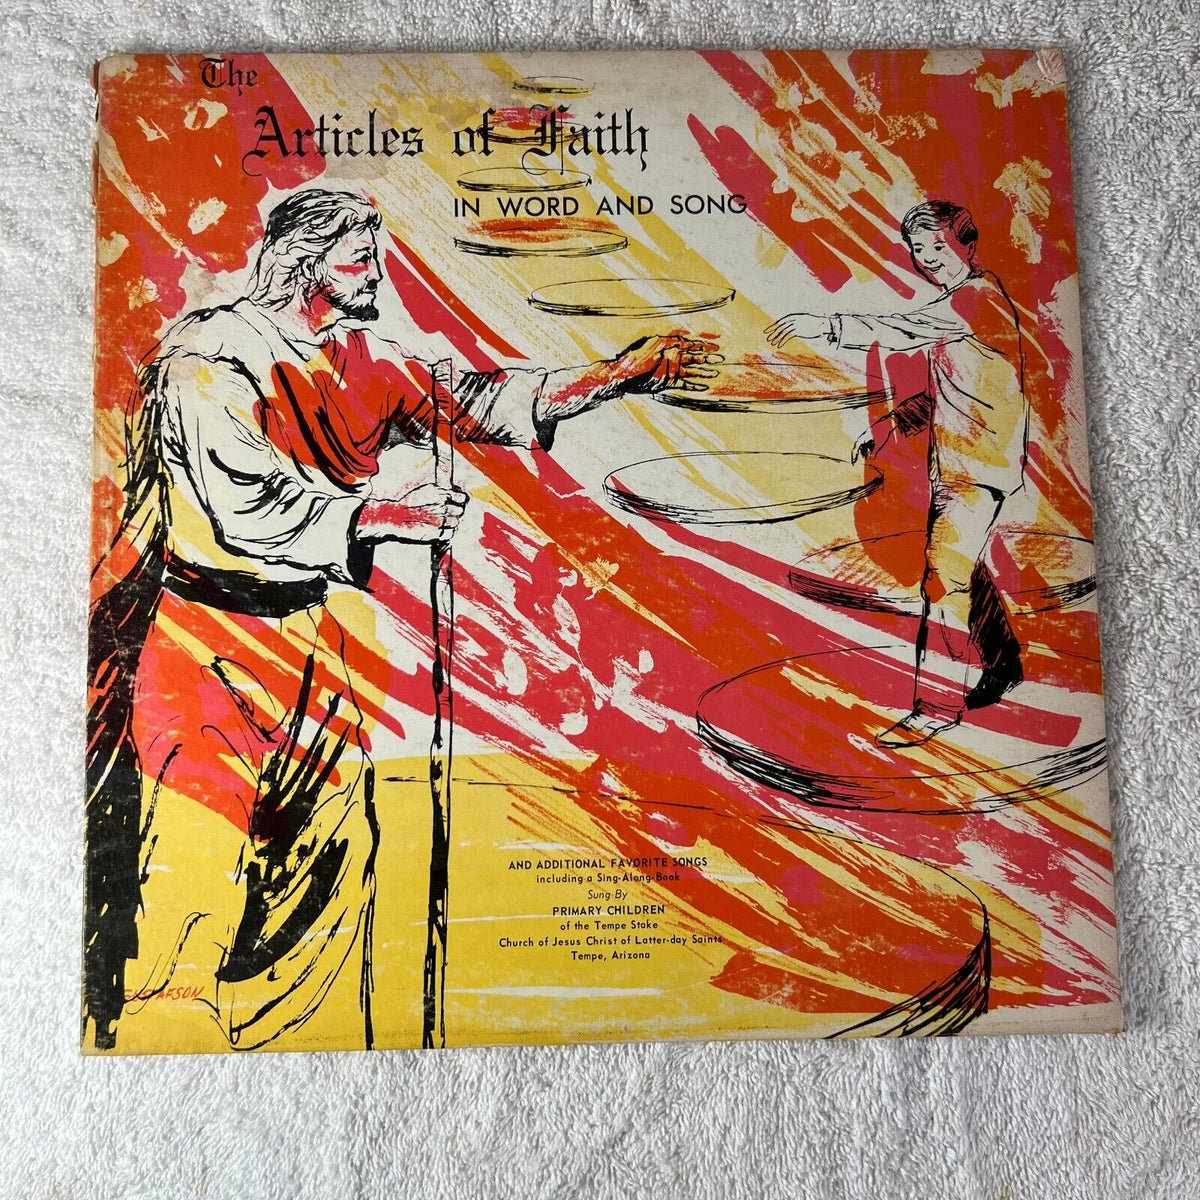 The
Articles of Faith
IN WORD AND SONG
AND ADDITIONAL FAVORITE SONGS
including a Sing-Along-Book
Sung By
PRIMARY CHILDREN
of the Tempe Stake
Church of Jesus Christ of Latter-day Saints
Tempe, Arizona